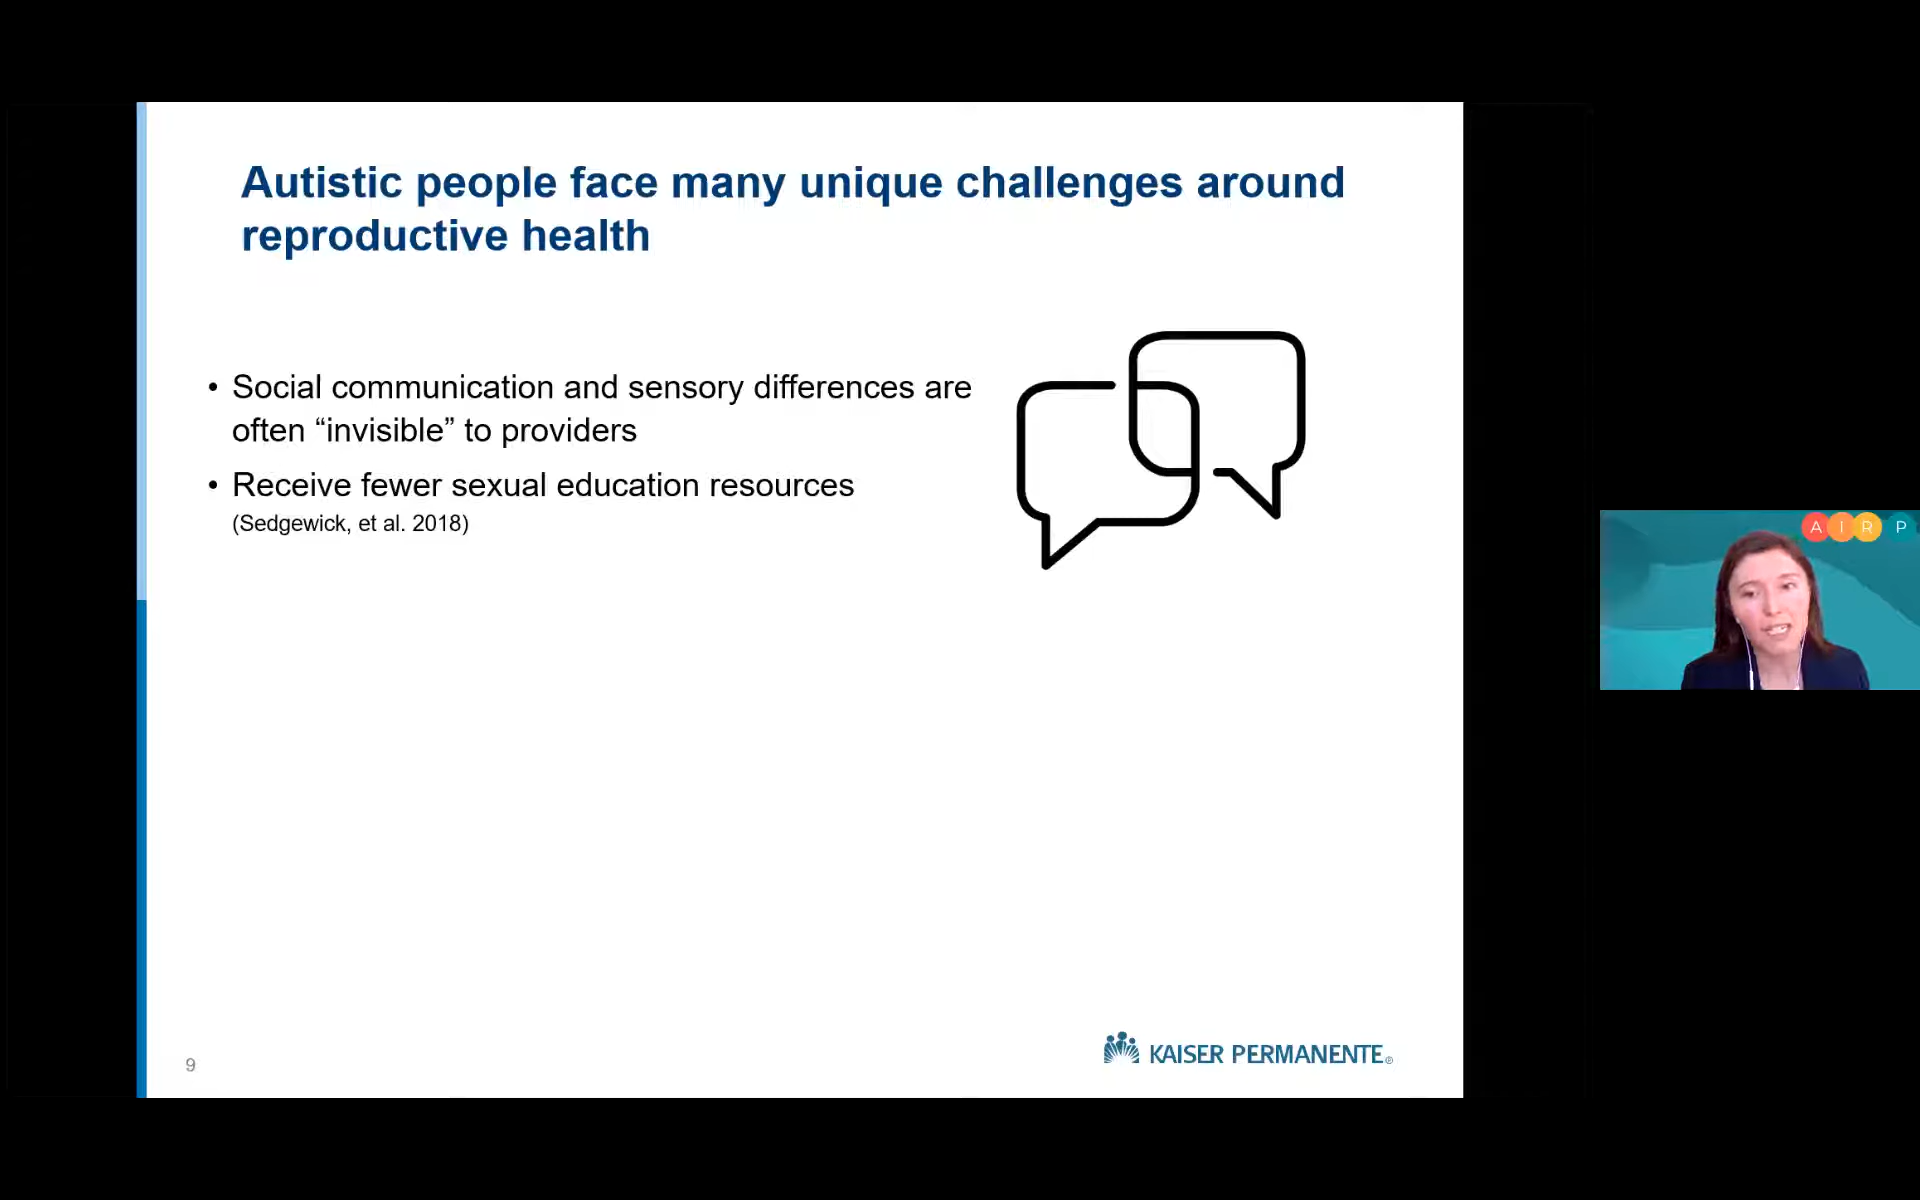 Autistic people face many unique challenges around
reproductive health
• Social communication and sensory differences are
often “invisible” to providers
• Receive fewer sexual education resources
(Sedgewick, et al. 2018)
A I R P
9
KAISER PERMANENTE®